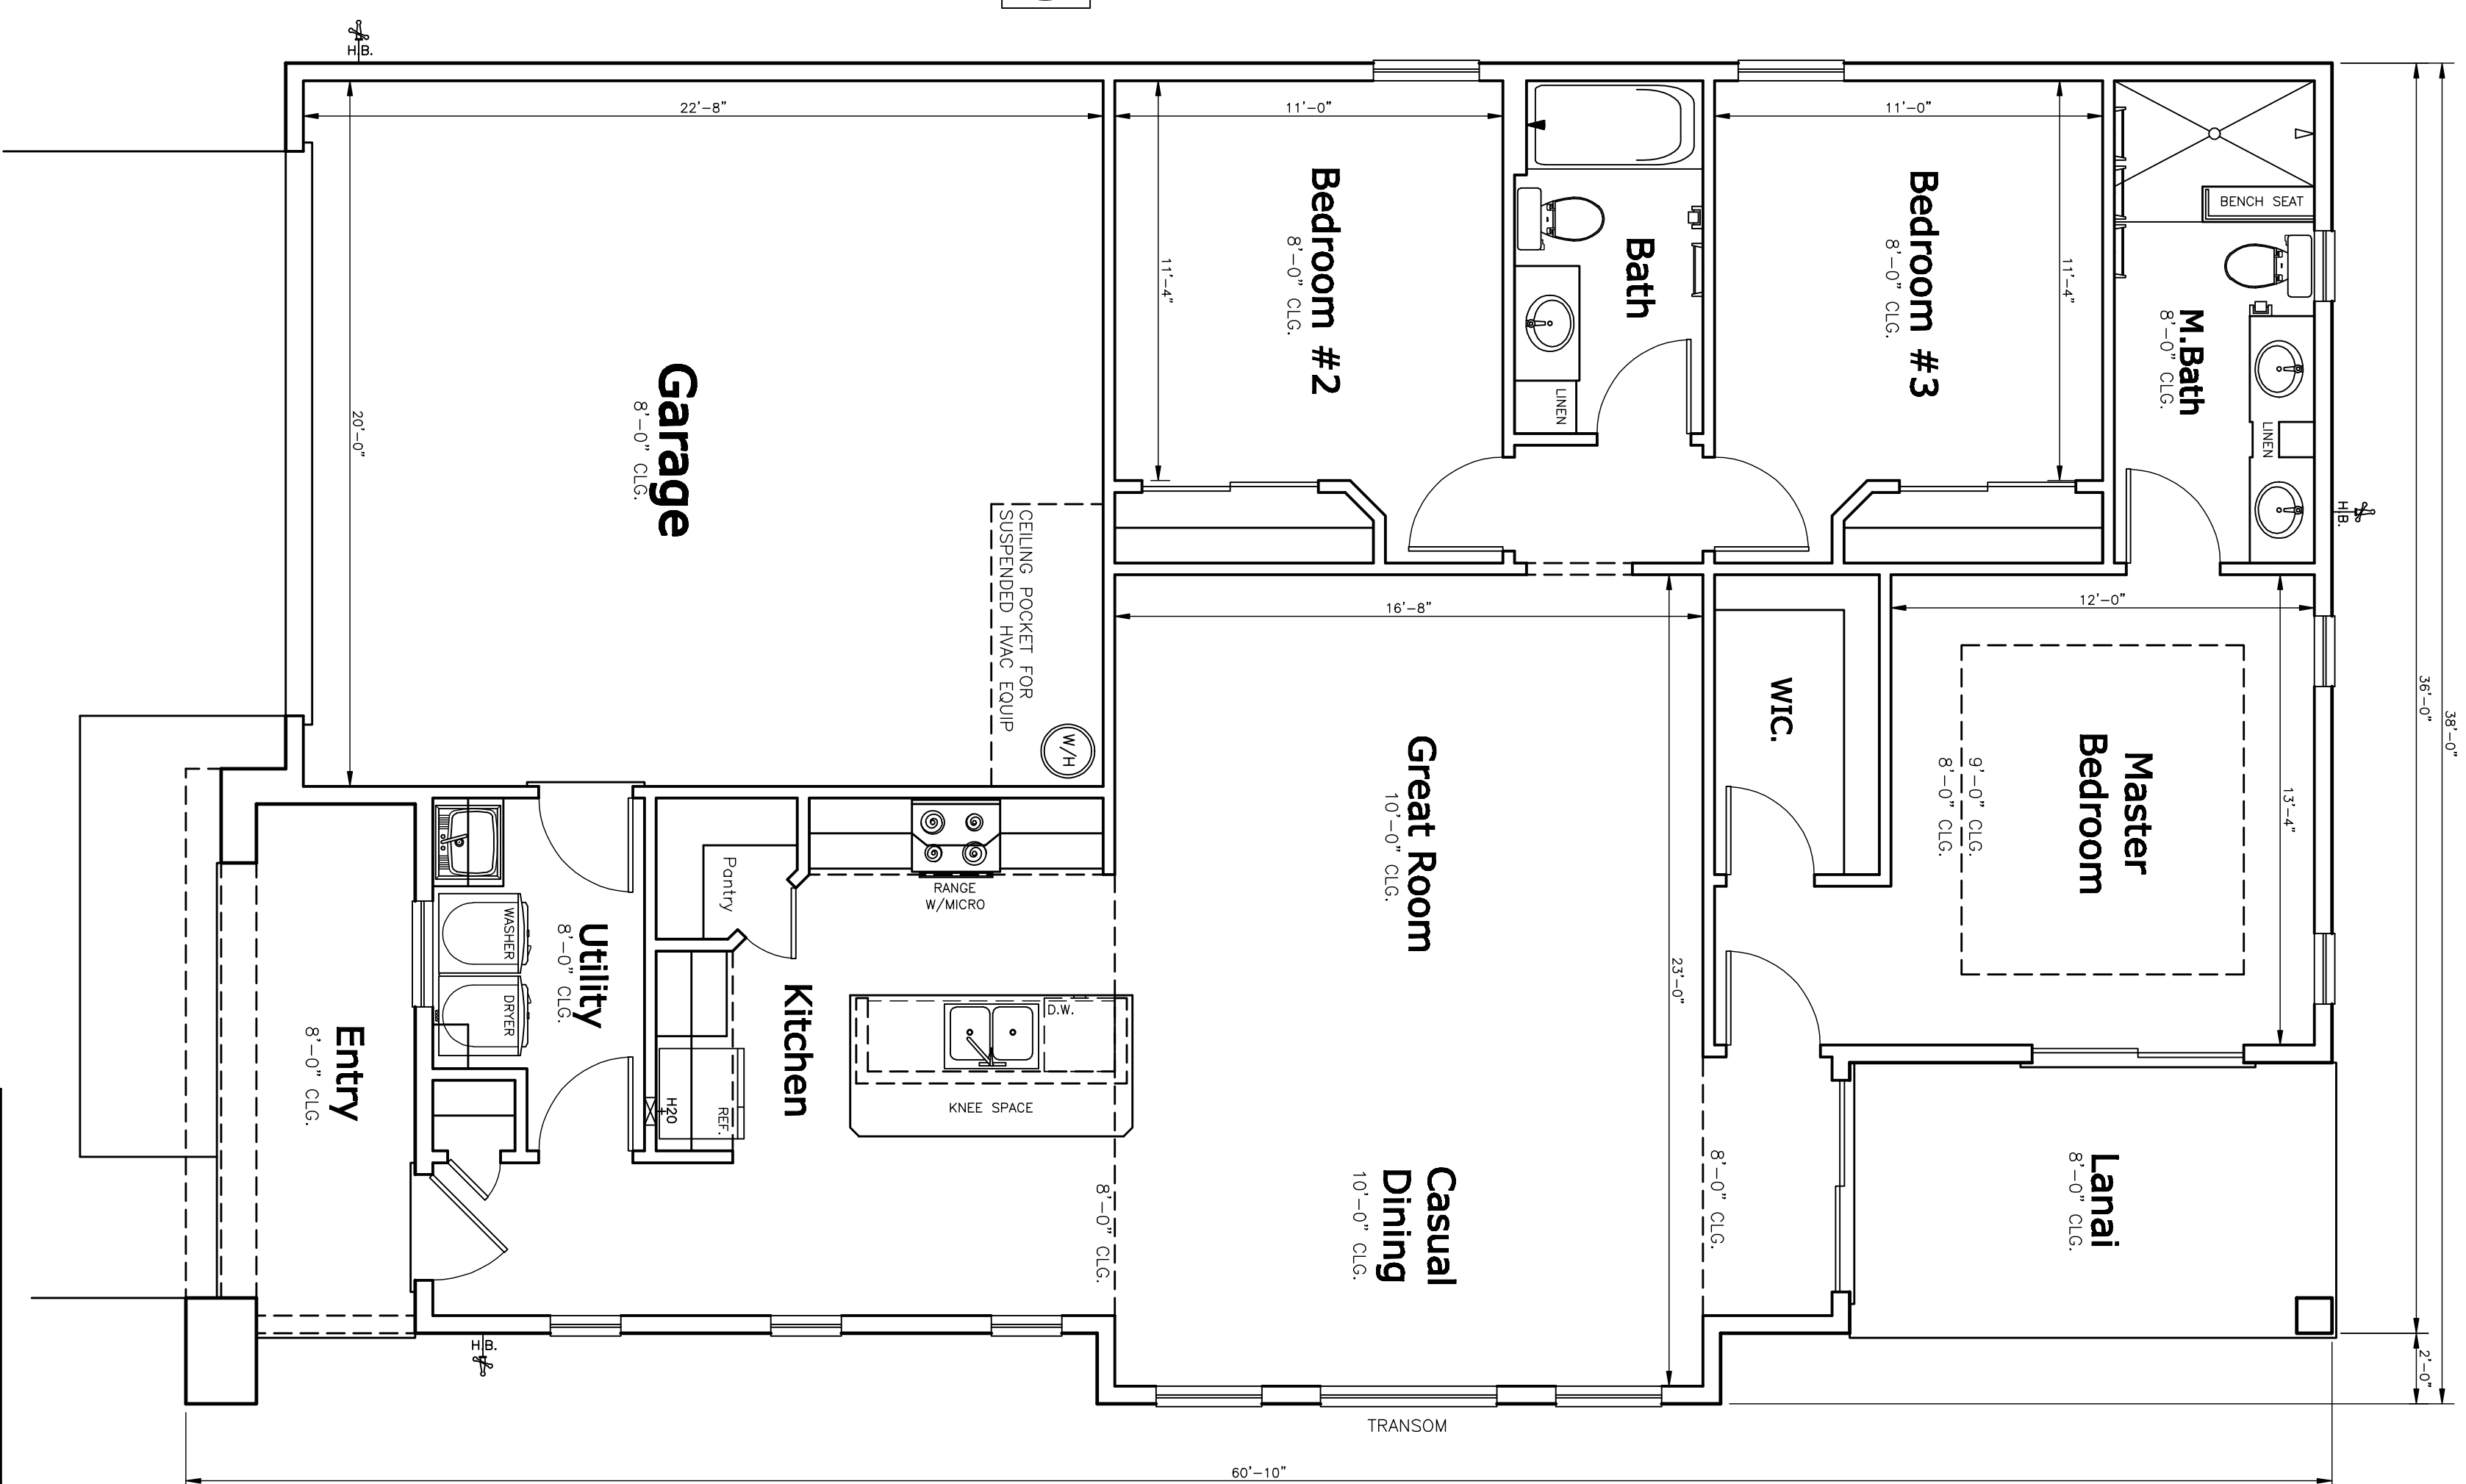 H.B.
22'-8"
20'-0"
Garage
8'-0" CLG.
CEILING POCKET FOR
SUSPENDED HVAC EQUIP
W/H
11'-0"
11'-4"
Bedroom #2
8'-0" CLG.
Bath
LINEN
11'-0"
11'-4"
Bedroom #3
8'-0" CLG.
BENCH SEAT
M.Bath
8'-0" CLG.
LINEN
H.B.
12'-0"
13'-4"
Master
Bedroom
9'-0" CLG.
8'-0" CLG.
WIC.
16'-8"
23'-0"
Great Room
10'-0" CLG.
Casual
Dining
10'-0" CLG.
8'-0" CLG.
8'-0" CLG.
Lanai
8'-0" CLG.
RANGE
W/MICRO
Pantry
Kitchen
D.W.
KNEE SPACE
REF.
H20
Utility
8'-0" CLG.
WASHER
DRYER
Entry
8'-0" CLG.
H.B.
TRANSOM
36'-0"
38'-0"
2'-0"
60'-10"